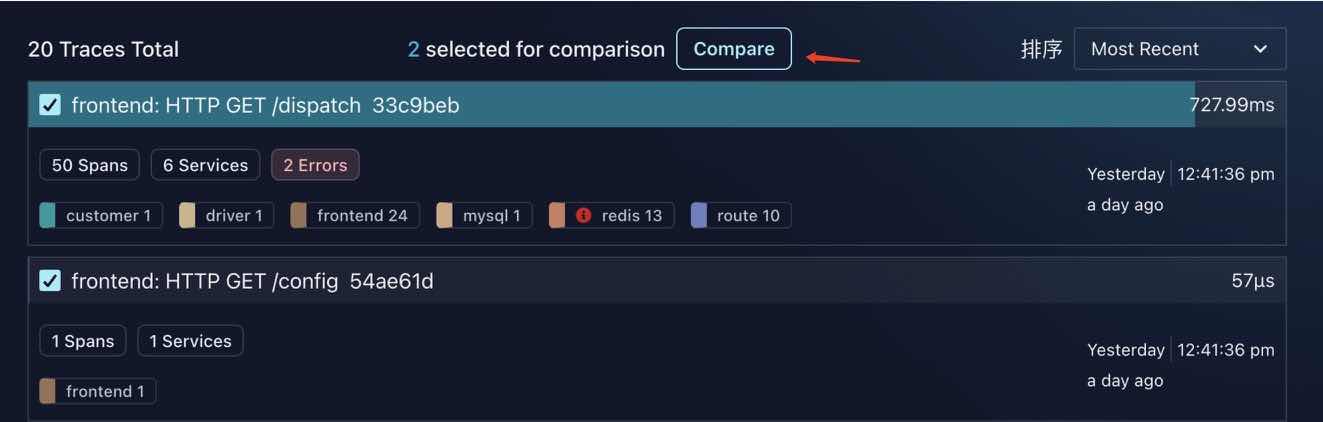 20 Traces Total 2 selected for comparison Compare 排序 Most Recent
frontend: HTTP GET /dispatch 33c9beb 727.99ms
50 Spans 6 Services 2 Errors
Yesterday 12:41:36 pm
a day ago
customer 1 driver 1 frontend 24 mysql 1 redis 13 route 10
frontend: HTTP GET /config 54ae61d 57μs
1 Spans 1 Services
Yesterday 12:41:36 pm
a day ago
frontend 1